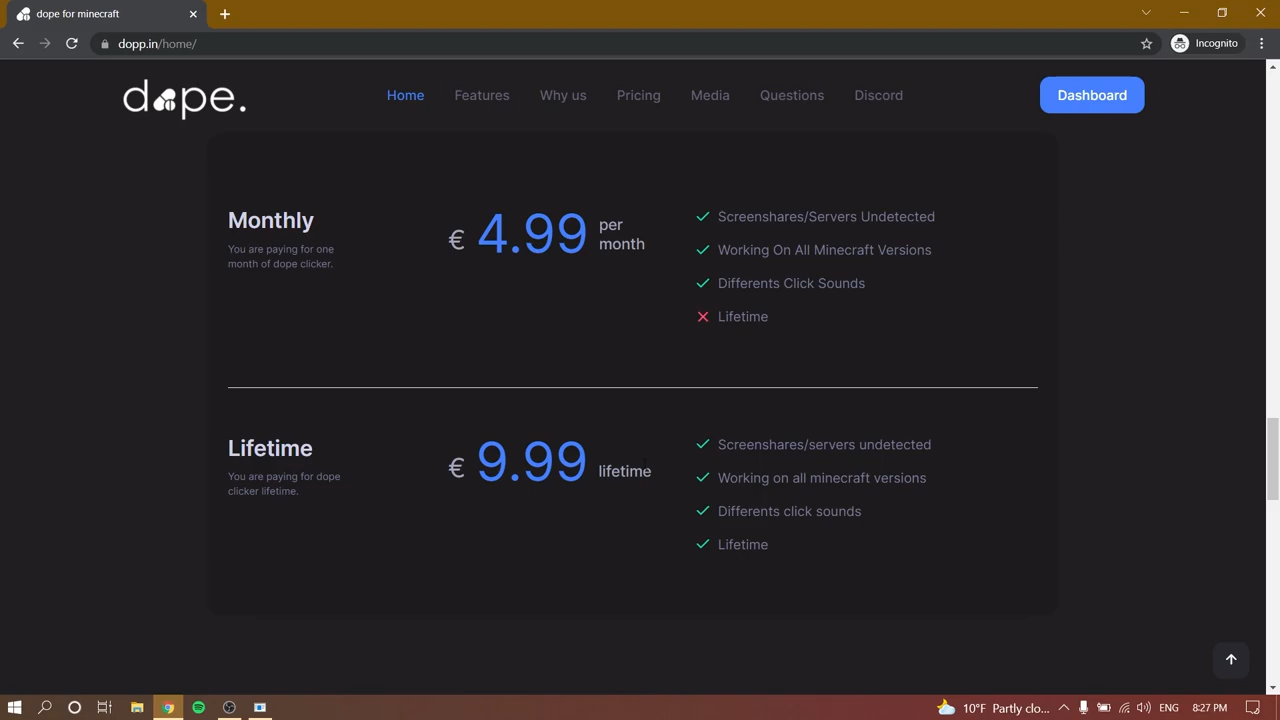 dope for minecraft
dopp.in/home/
Incognito
dope.
Home
Features
Why us
Pricing
Media
Questions
Discord
Dashboard
Monthly
You are paying for one
month of dope clicker.
€ 4.99 per
month
Screenshares/Servers Undetected
Working On All Minecraft Versions
Differents Click Sounds
Lifetime
Lifetime
You are paying for dope
clicker lifetime.
€ 9.99 lifetime
Screenshares/servers undetected
Working on all minecraft versions
Differents click sounds
Lifetime
10°F Partly clo...
ENG
8:27 PM